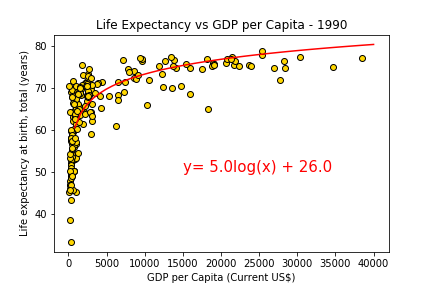 Life Expectancy vs GDP per Capita - 1990
Life expectancy at birth, total (years)
80
70
60
50
40
y= 5.0log(x) + 26.0
0 5000 10000 15000 20000 25000 30000 35000 40000
GDP per Capita (Current US$)